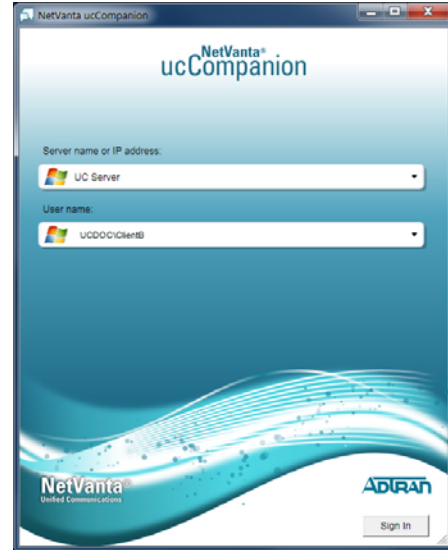 NetVanta ucCompanion
NetVanta®
ucCompanion
Server name or IP address:
UC Server
User name:
UCDOC\ClientB
NetVanta®
Unified Communications
ADTRAN
Sign In